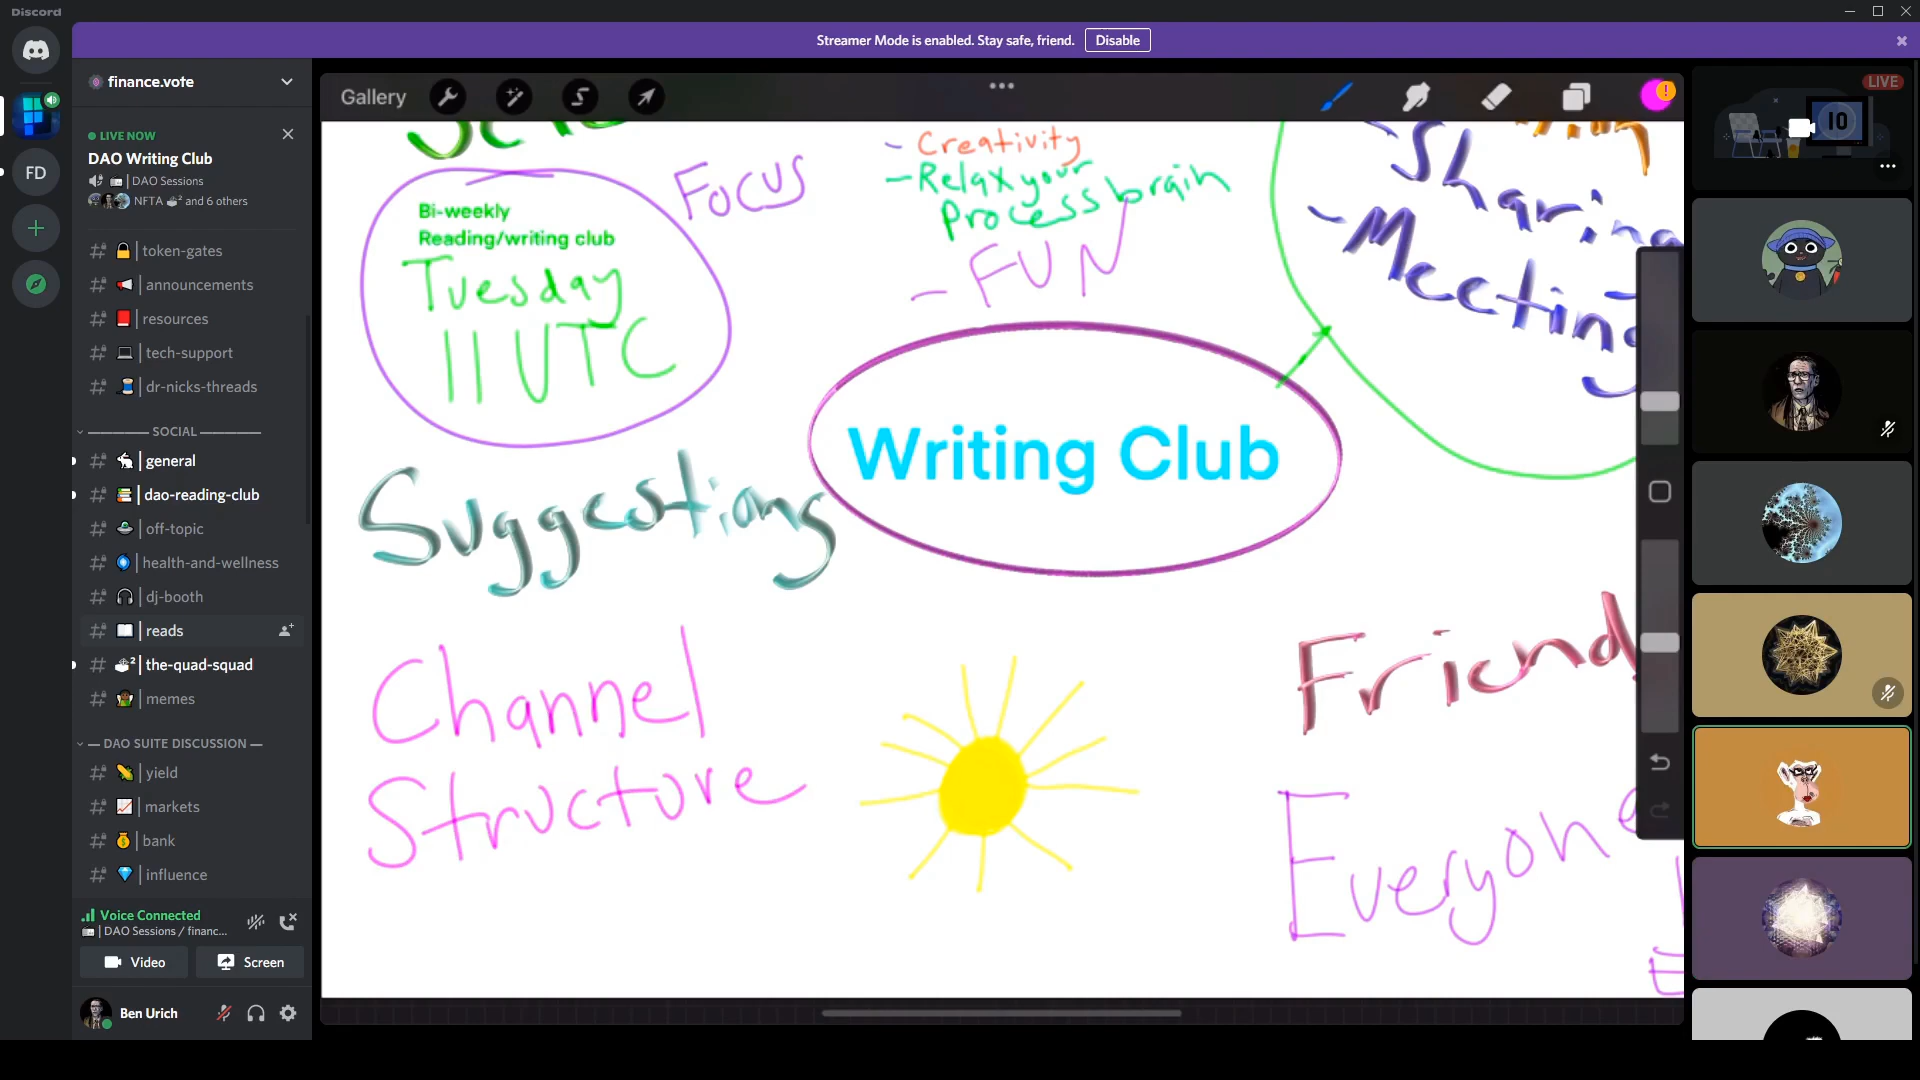 Discord
Streamer Mode is enabled. Stay safe, friend.
Disable
finance.vote
LIVE NOW
DAO Writing Club
| DAO Sessions
NFTA and 6 others
token-gates
announcements
resources
tech-support
dr-nicks-threads
SOCIAL
general
dao-reading-club
off-topic
health-and-wellness
dj-booth
reads
the-quad-squad
memes
DAO SUITE DISCUSSION
yield
markets
bank
influence
Voice Connected
| DAO Sessions / financ...
Video
Screen
Ben Urich
FD
Gallery
- Creativity
- Relax your brain
Process
- FUN
Focus
Bi-weekly
Reading/writing club
Tuesday
11 UTC
- Sharing
- Meeting
Writing Club
Suggestions
Channel
Structure
Friend
Everyone
LIVE
10